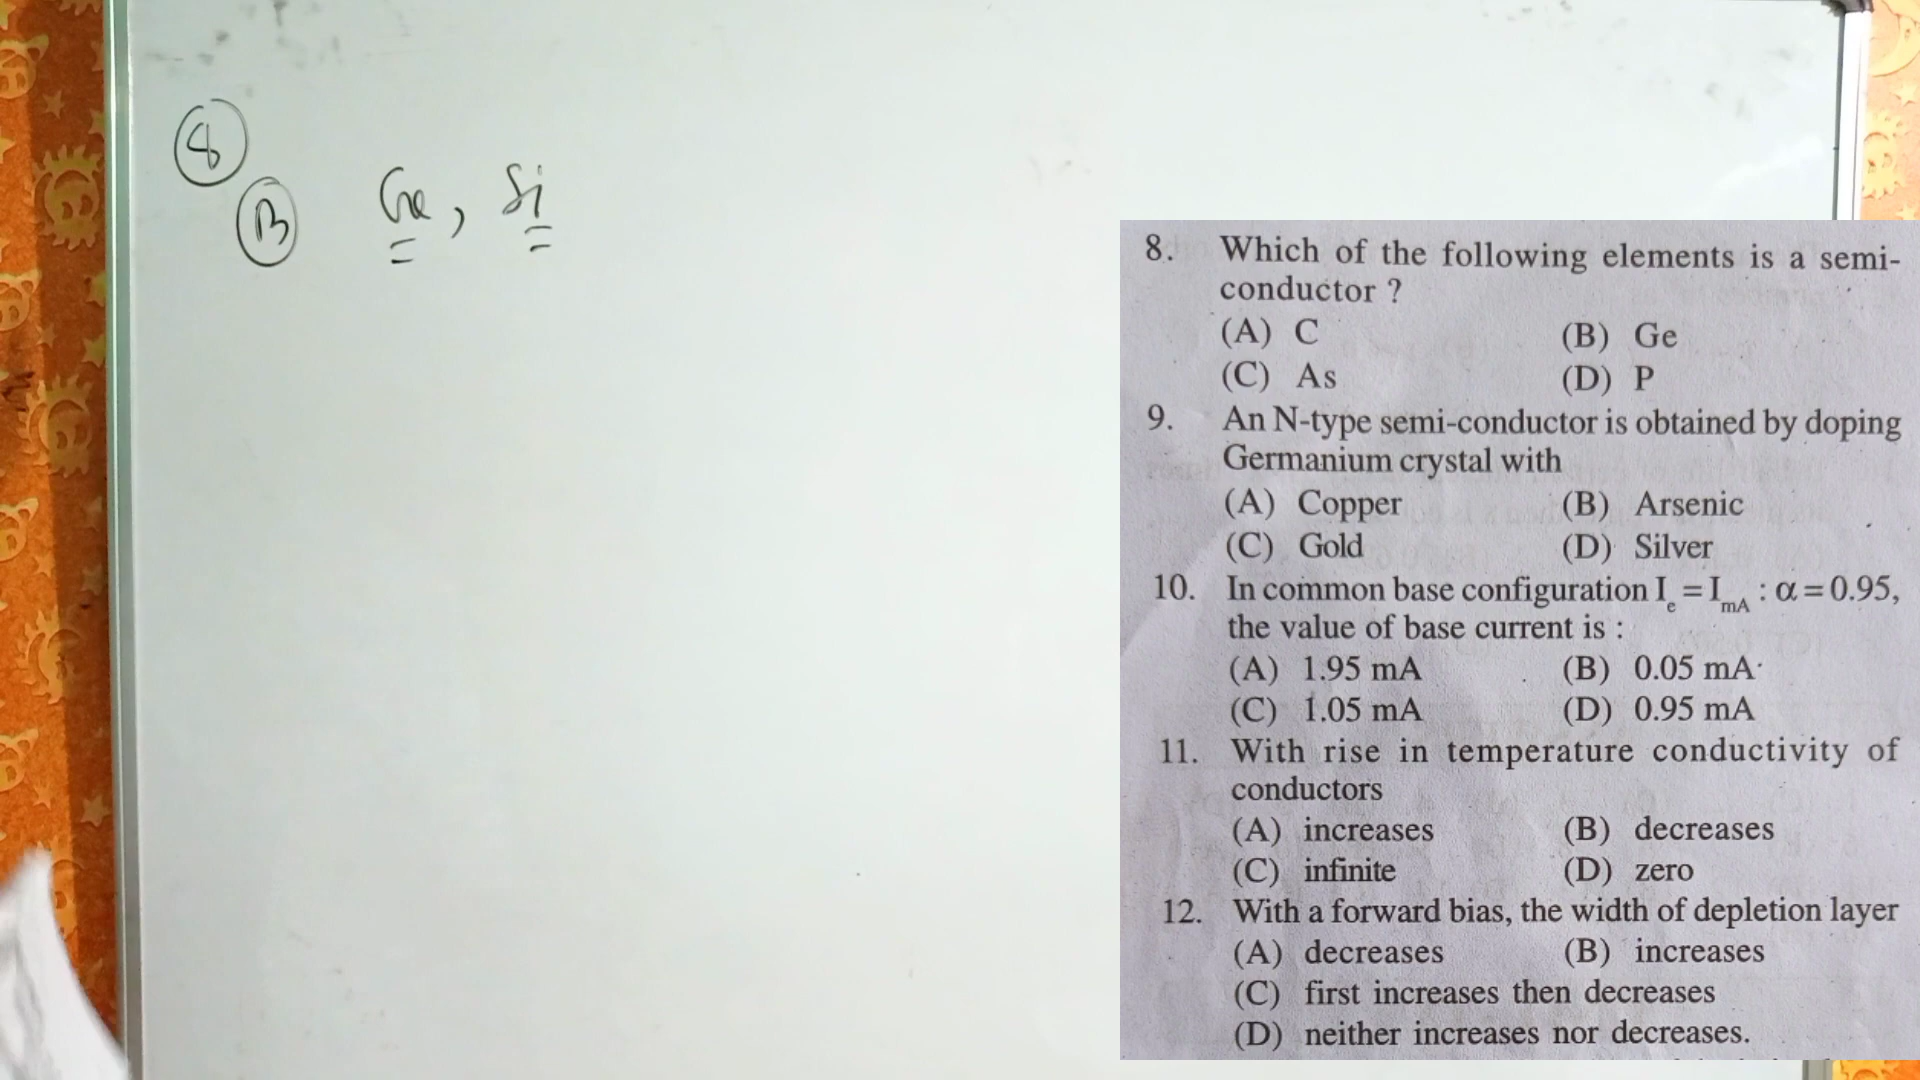 8
B Ge, Si
8. Which of the following elements is a semi-
conductor ?
(A) C (B) Ge
(C) As (D) P
9. An N-type semi-conductor is obtained by doping
Germanium crystal with
(A) Copper (B) Arsenic
(C) Gold (D) Silver
10. In common base configuration Iₑ = I_mA : α = 0.95,
the value of base current is :
(A) 1.95 mA (B) 0.05 mA
(C) 1.05 mA (D) 0.95 mA
11. With rise in temperature conductivity of
conductors
(A) increases (B) decreases
(C) infinite (D) zero
12. With a forward bias, the width of depletion layer
(A) decreases (B) increases
(C) first increases then decreases
(D) neither increases nor decreases.